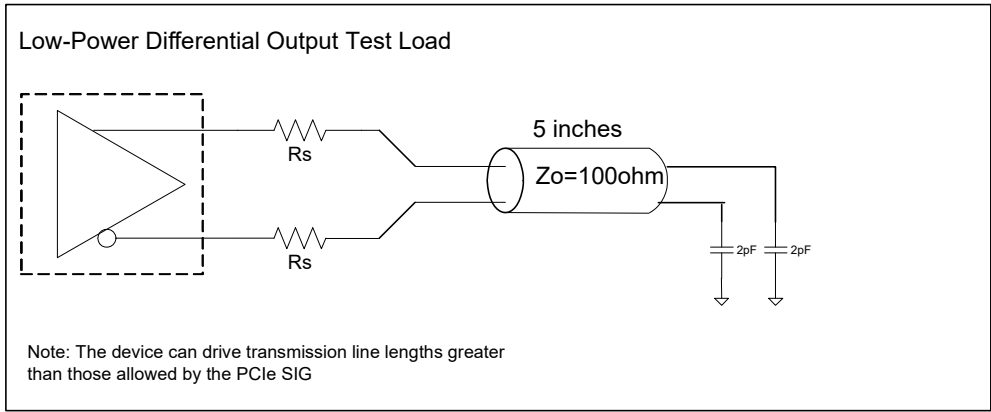 Low-Power Differential Output Test Load
5 inches
Rs
Zo=100ohm
Rs
2pF
2pF
Note: The device can drive transmission line lengths greater
than those allowed by the PCIe SIG